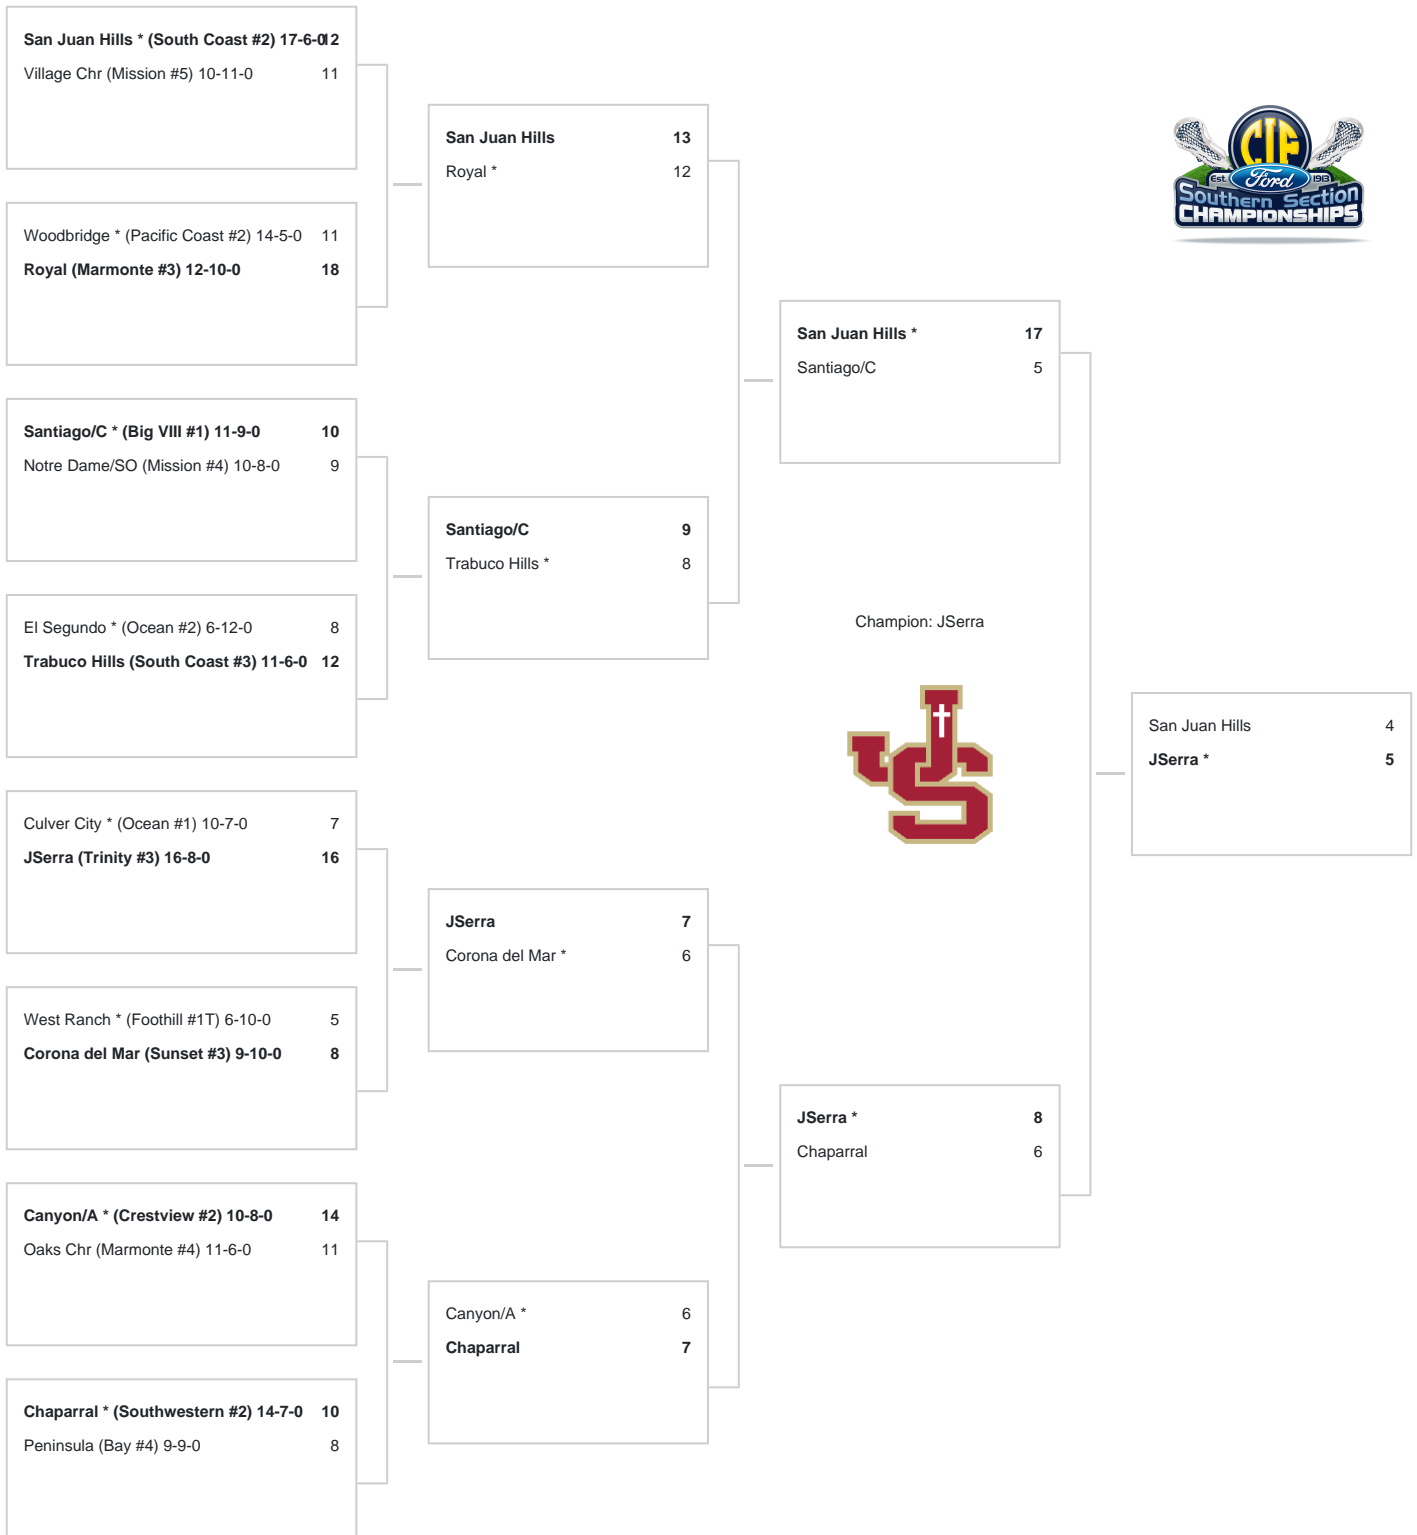 San Juan Hills * (South Coast #2) 17-6-0 12
Village Chr (Mission #5) 10-11-0 11
Woodbridge * (Pacific Coast #2) 14-5-0 11
Royal (Marmonte #3) 12-10-0 18
Santiago/C * (Big VIII #1) 11-9-0 10
Notre Dame/SO (Mission #4) 10-8-0 9
El Segundo * (Ocean #2) 6-12-0 8
Trabuco Hills (South Coast #3) 11-6-0 12
Culver City * (Ocean #1) 10-7-0 7
JSerra (Trinity #3) 16-8-0 16
West Ranch * (Foothill #1T) 6-10-0 5
Corona del Mar (Sunset #3) 9-10-0 8
Canyon/A * (Crestview #2) 10-8-0 14
Oaks Chr (Marmonte #4) 11-6-0 11
Chaparral * (Southwestern #2) 14-7-0 10
Peninsula (Bay #4) 9-9-0 8
San Juan Hills 13
Royal * 12
Santiago/C 9
Trabuco Hills * 8
JSerra 7
Corona del Mar * 6
Canyon/A * 6
Chaparral 7
San Juan Hills * 17
Santiago/C 5
Champion: JSerra
JS
JSerra * 8
Chaparral 6
CIF
Est. Ford 1913
Southern Section
CHAMPIONSHIPS
San Juan Hills 4
JSerra * 5